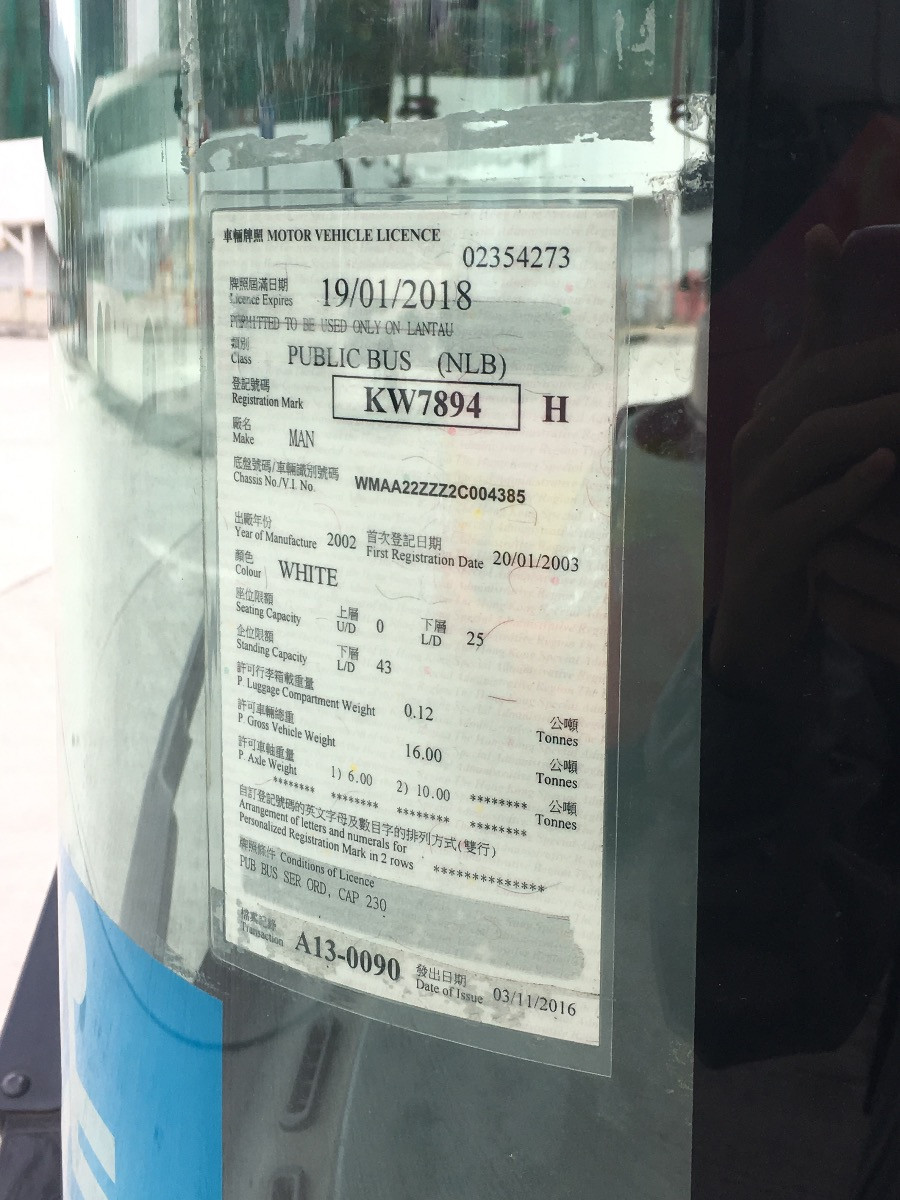 車輛牌照 MOTOR VEHICLE LICENCE
02354273
牌照屆滿日期
Licence Expires 19/01/2018
PERMITTED TO BE USED ONLY ON LANTAU
類別
Class PUBLIC BUS (NLB)
登記號碼
Registration Mark KW7894 H
廠名
Make MAN
底盤號碼/車輛識別號碼
Chassis No./V.I. No. WMAA22ZZZ2C004385
出廠年份 首次登記日期
Year of Manufacture 2002 First Registration Date 20/01/2003
顏色
Colour WHITE
座位限額 上層 下層
Seating Capacity U/D 0 L/D 25
企位限額 下層
Standing Capacity L/D 43
許可行李箱載重量 公噸
P. Luggage Compartment Weight 0.12 Tonnes
許可車輛總重 公噸
P. Gross Vehicle Weight 16.00 Tonnes
許可車軸重量 公噸
P. Axle Weight 1) 6.00 2) 10.00 ******** Tonnes
******** ******** ******** ********
自訂登記號碼的英文字母及數目字的排列方式(雙行)
Arrangement of letters and numerals for
Personalized Registration Mark in 2 rows **************
牌照條件 Conditions of Licence
PUB BUS SER ORD, CAP 230
檔案記錄 發出日期
Transaction A13-0090 Date of Issue 03/11/2016